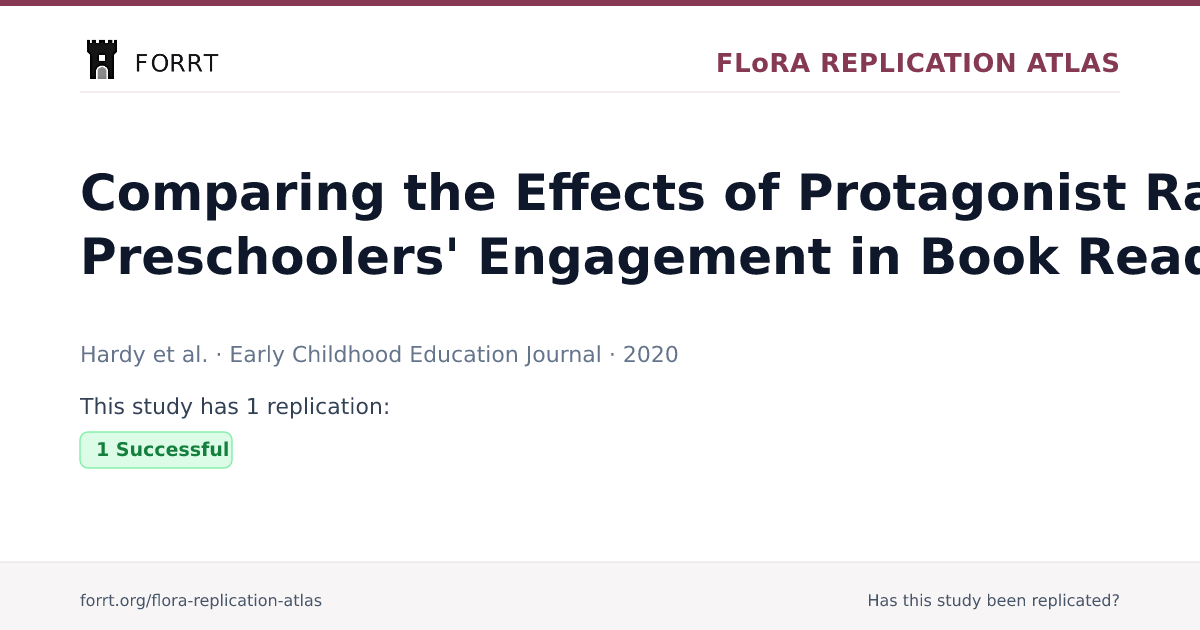 FORRT
FLoRA REPLICATION ATLAS
Comparing the Effects of Protagonist
Preschoolers' Engagement in Book
Hardy et al. · Early Childhood Education Journal · 2020
This study has 1 replication:
1 Successful
forrt.org/flora-replication-atlas
Has this study been replicated?